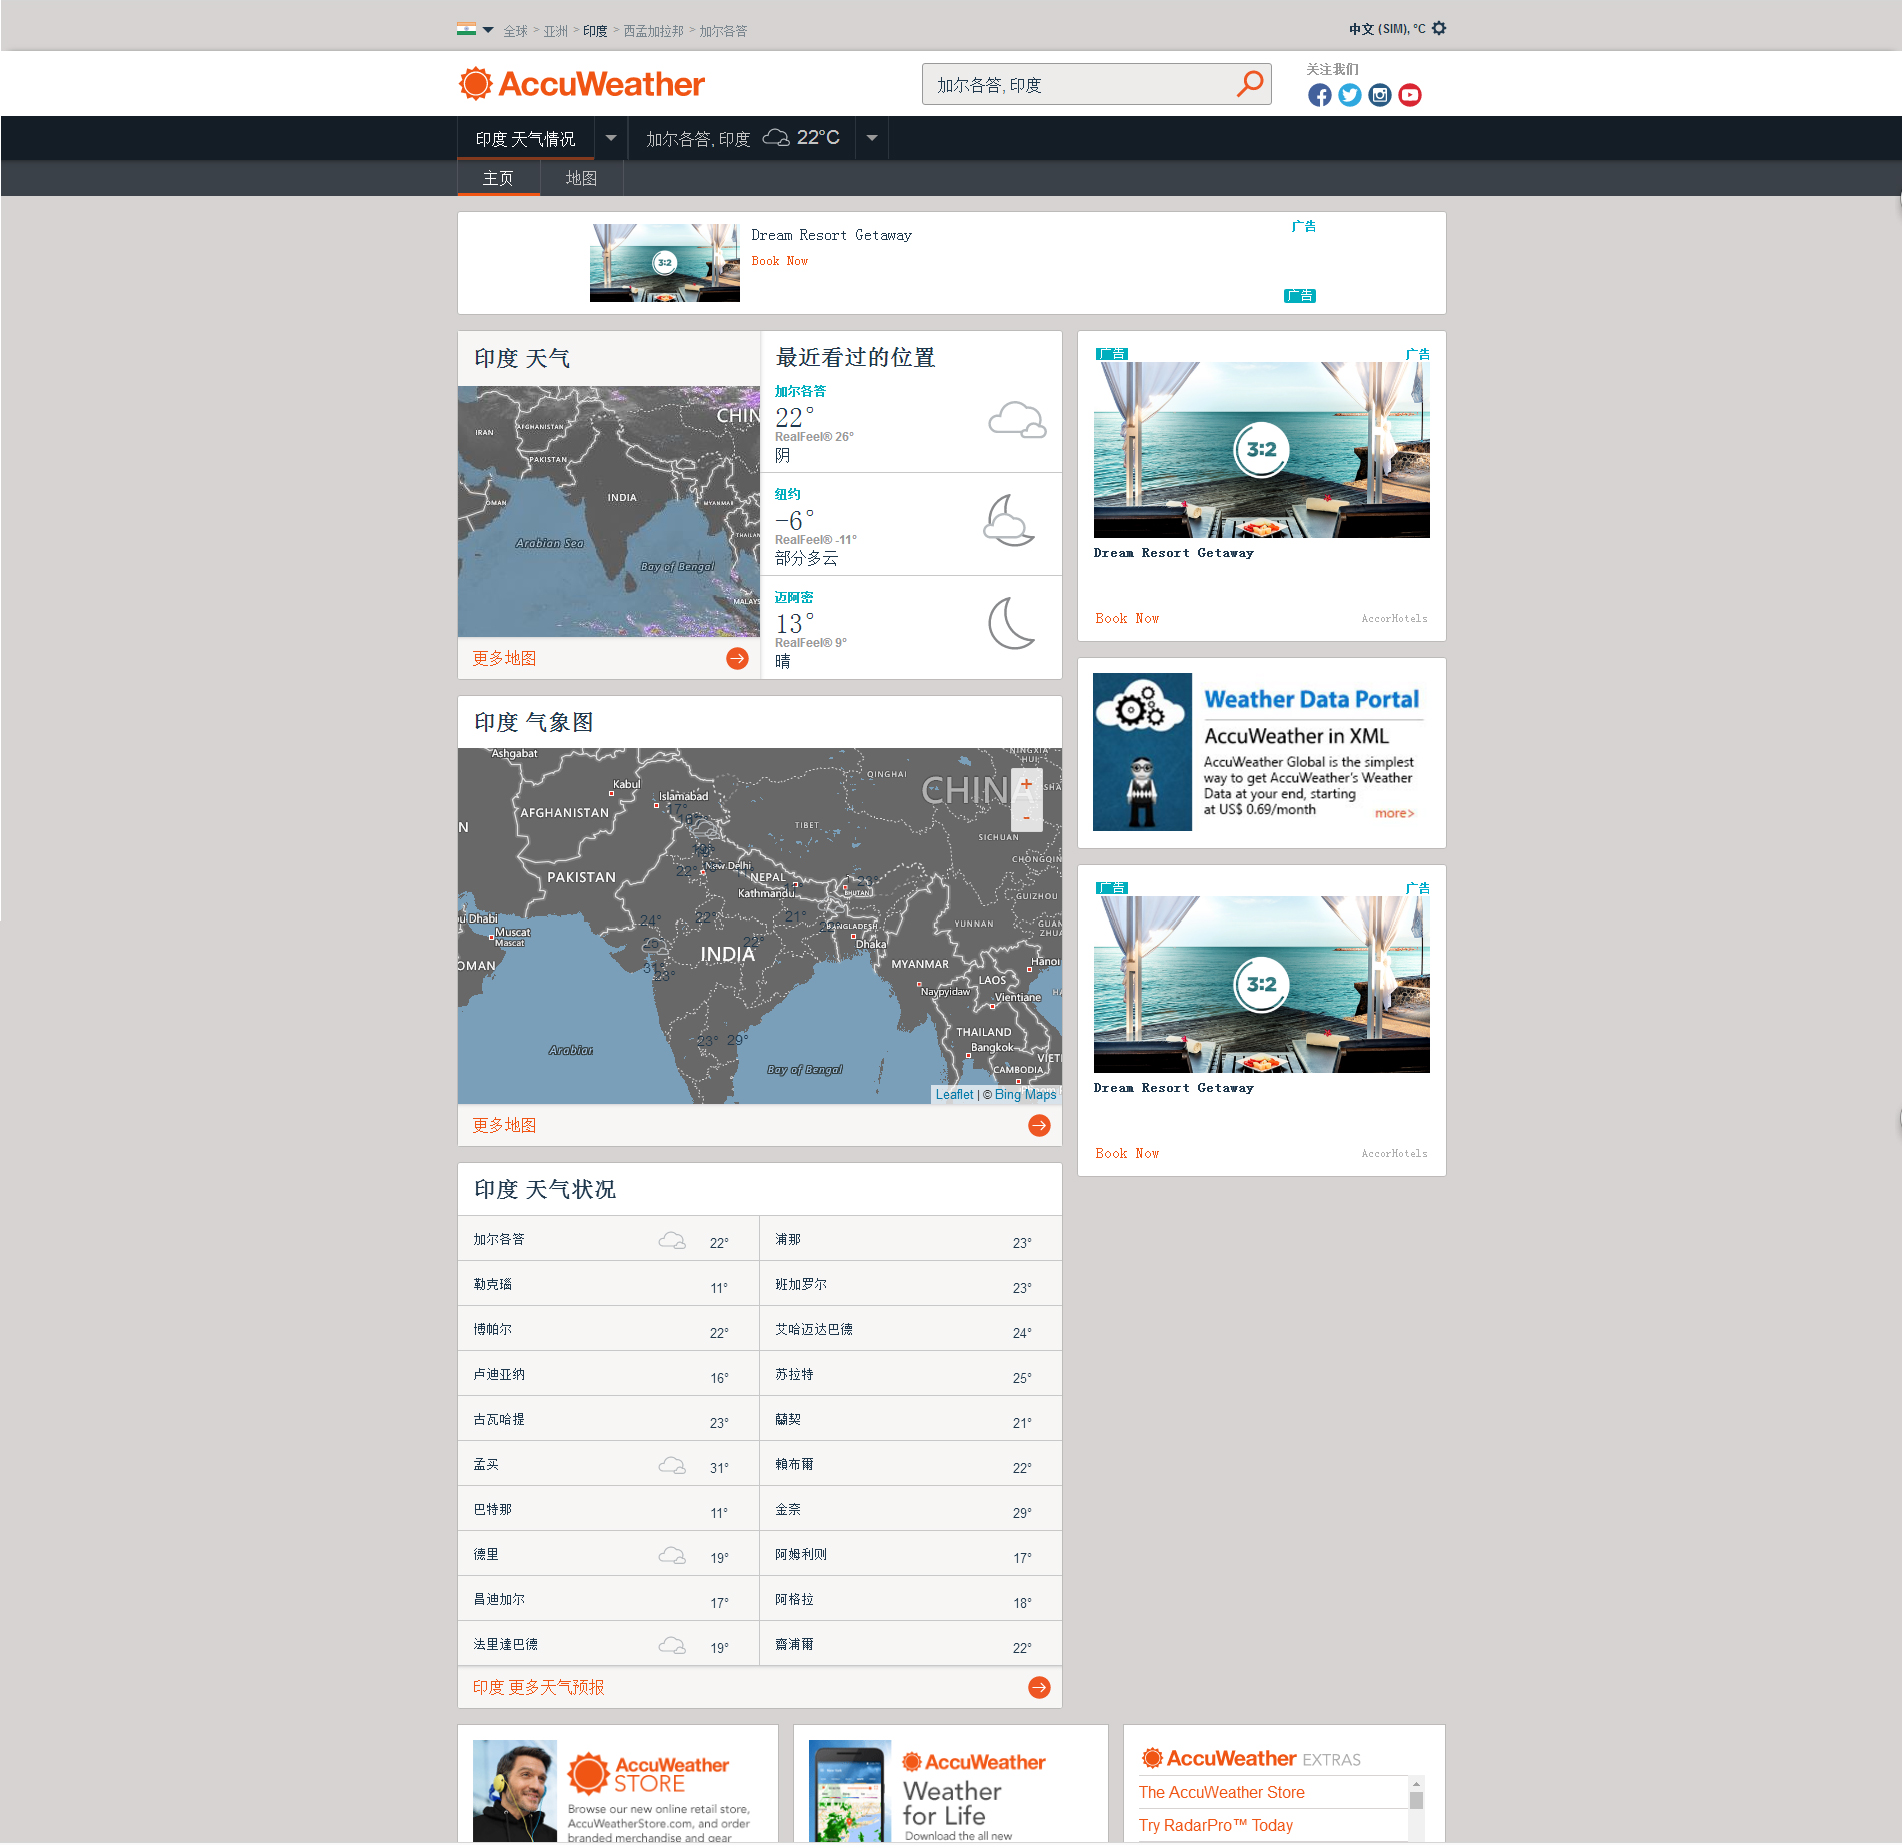 全球 > 亚洲 > 印度 > 西孟加拉邦 > 加尔各答
中文 (SIM), °C
AccuWeather
加尔各答, 印度
关注我们
印度 天气情况
加尔各答, 印度 22°C
主页
地图
Dream Resort Getaway
Book Now
广告
广告
印度 天气
CHIN
IRAN
AFGHANISTAN
PAKISTAN
OMAN
INDIA
MYANMAR
THAILAN
Arabian Sea
Bay of Bengal
MALAYS
更多地图
最近看过的位置
加尔各答
22°
RealFeel® 26°
阴
纽约
-6°
RealFeel® -11°
部分多云
迈阿密
13°
RealFeel® 9°
晴
广告
广告
3:2
Dream Resort Getaway
Book Now
AccorHotels
Weather Data Portal
AccuWeather in XML
AccuWeather Global is the simplest
way to get AccuWeather's Weather
Data at your end, starting
at US$ 0.69/month
more>
印度 气象图
Ashgabat
NINGXIA
HUI
Kabul
QINGHAI
CHINA
SHA
Islamabad
17°
AFGHANISTAN
N
TIBET
SICHUAN
CHONGQIN
New Delhi
22°
PAKISTAN
NEPAL
Kathmandu
23°
BHUTAN
GUIZHOU
u Dhabi
24°
22°
21°
YUNNAN
GUAN
ZHU
Muscat
Mascat
BANGLADESH
Dhaka
INDIA
22°
OMAN
31°
23°
MYANMAR
Hanoi
LAOS
Naypyidaw
Vientiane
HA
THAILAND
Bangkok
VIET
23°
29°
Arabian
Bay of Bengal
CAMBODIA
+
-
Leaflet | © Bing Maps
更多地图
广告
广告
3:2
Dream Resort Getaway
Book Now
AccorHotels
印度 天气状况
加尔各答 22°
浦那 23°
勒克瑙 11°
班加罗尔 23°
博帕尔 22°
艾哈迈达巴德 24°
卢迪亚纳 16°
苏拉特 25°
古瓦哈提 23°
蘭契 21°
孟买 31°
賴布爾 22°
巴特那 11°
金奈 29°
德里 19°
阿姆利则 17°
昌迪加尔 17°
阿格拉 18°
法里達巴德 19°
齋浦爾 22°
印度 更多天气预报
AccuWeather
STORE
Browse our new online retail store,
AccuWeatherStore.com, and order
branded merchandise and gear
AccuWeather
Weather
for Life
Download the all new
AccuWeather EXTRAS
The AccuWeather Store
Try RadarPro™ Today